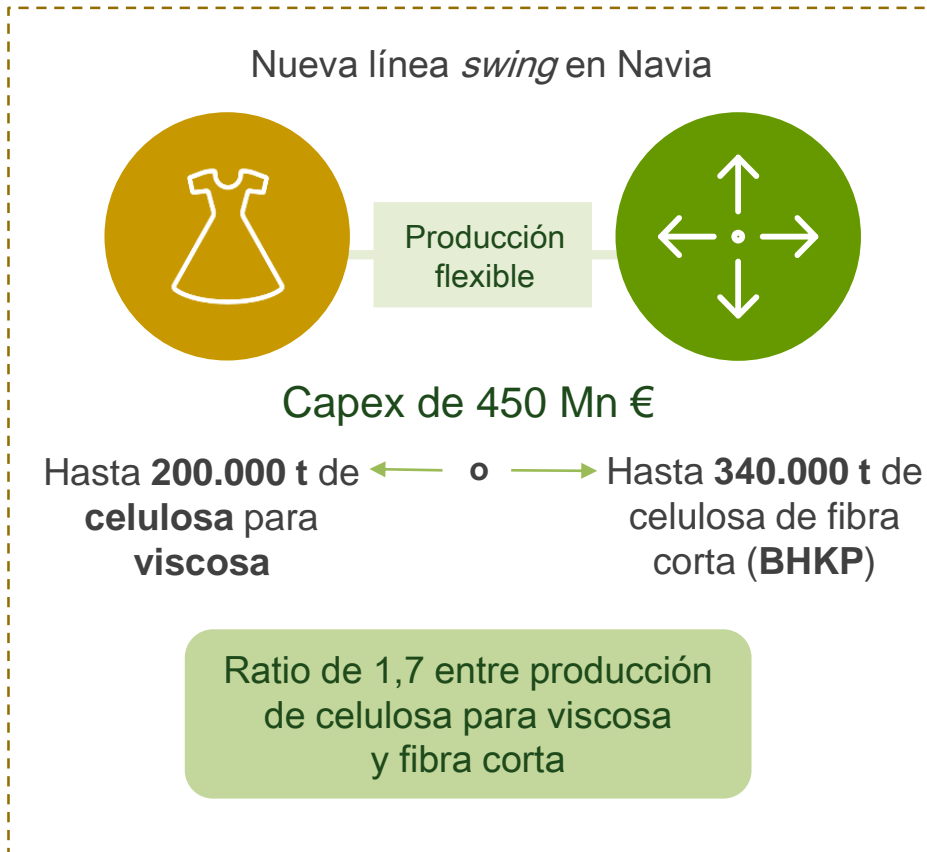 Nueva línea swing en Navia
Producción
flexible
Capex de 450 Mn €
Hasta 200.000 t de
celulosa para
viscosa
o
Hasta 340.000 t de
celulosa de fibra
corta (BHKP)
Ratio de 1,7 entre producción
de celulosa para viscosa
y fibra corta